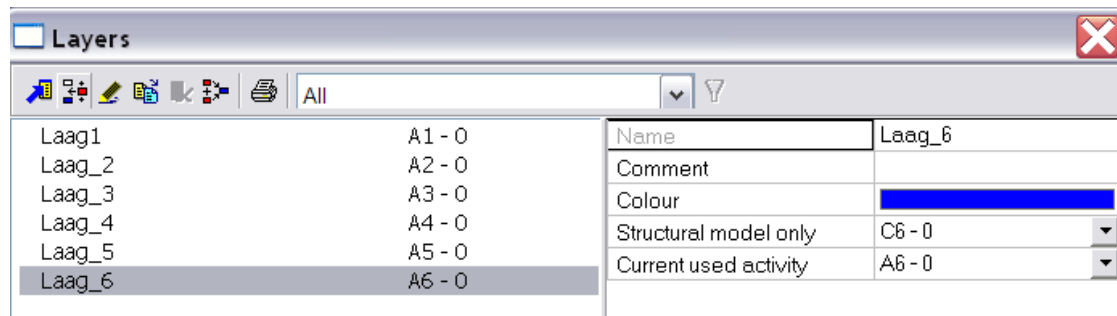 Layers
All
Laag1 A1 - 0
Laag_2 A2 - 0
Laag_3 A3 - 0
Laag_4 A4 - 0
Laag_5 A5 - 0
Laag_6 A6 - 0
Name Laag_6
Comment
Colour
Structural model only C6 - 0
Current used activity A6 - 0